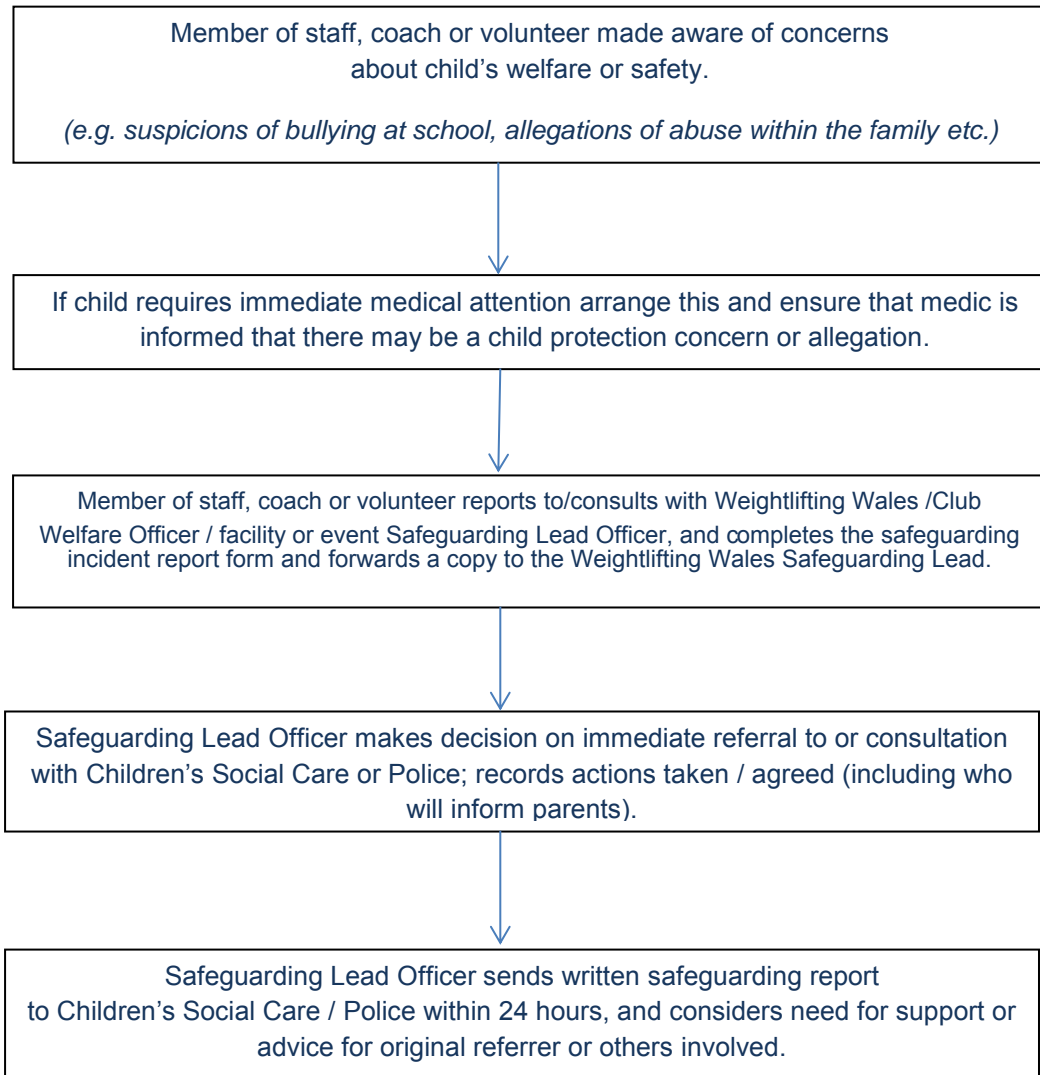 Member of staff, coach or volunteer made aware of concerns
about child’s welfare or safety.
(e.g. suspicions of bullying at school, allegations of abuse within the family etc.)
If child requires immediate medical attention arrange this and ensure that medic is
informed that there may be a child protection concern or allegation.
Member of staff, coach or volunteer reports to/consults with Weightlifting Wales /Club
Welfare Officer / facility or event Safeguarding Lead Officer, and completes the safeguarding
incident report form and forwards a copy to the Weightlifting Wales Safeguarding Lead.
Safeguarding Lead Officer makes decision on immediate referral to or consultation
with Children’s Social Care or Police; records actions taken / agreed (including who
will inform parents).
Safeguarding Lead Officer sends written safeguarding report
to Children’s Social Care / Police within 24 hours, and considers need for support or
advice for original referrer or others involved.